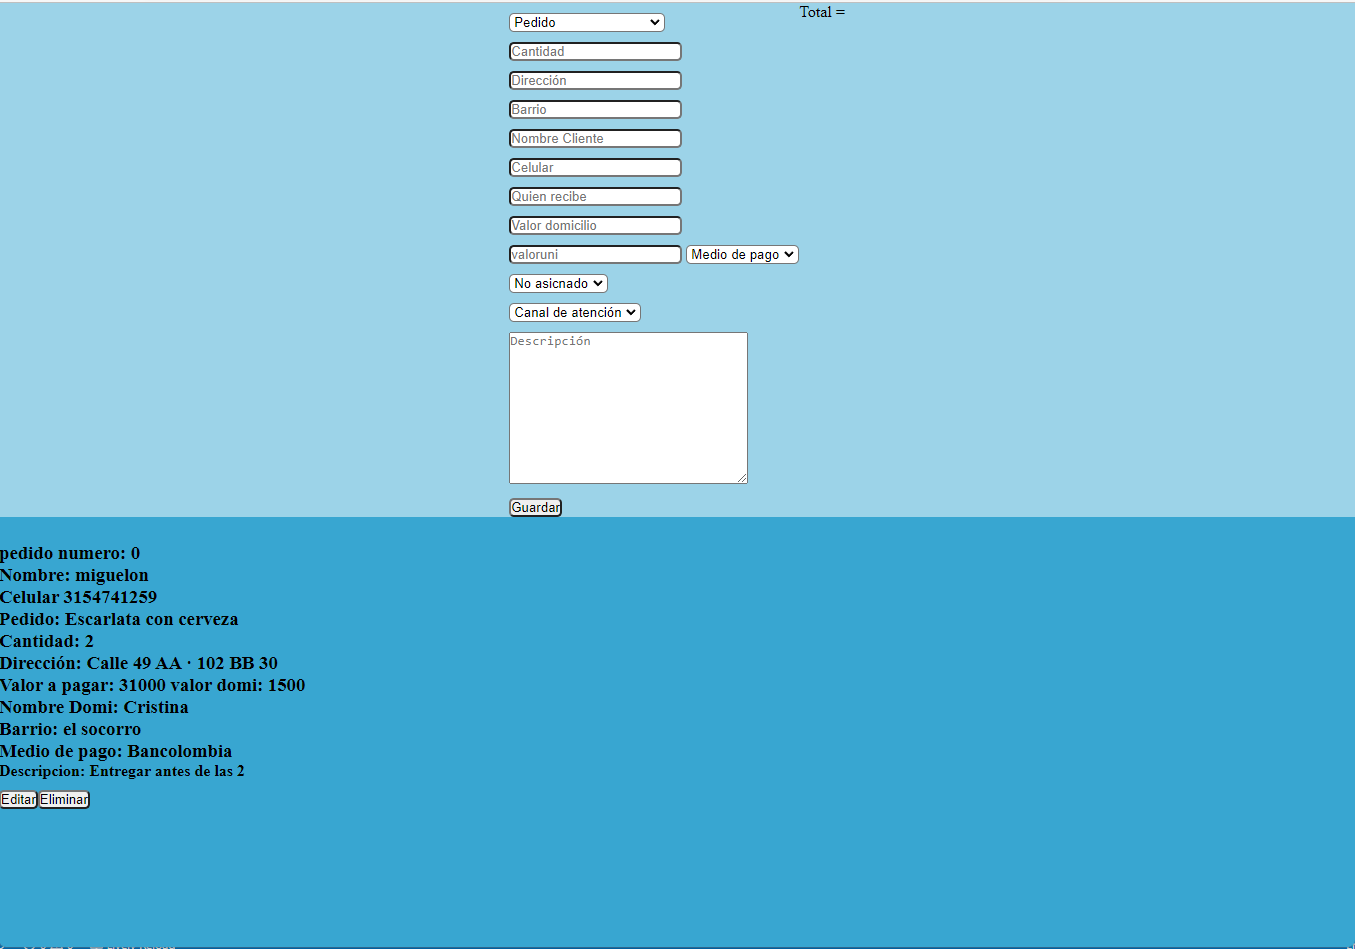 Pedido
Total =
Cantidad
Dirección
Barrio
Nombre Cliente
Celular
Quien recibe
Valor domicilio
valoruni Medio de pago
No asicnado
Canal de atención
Descripción
Guardar
pedido numero: 0
Nombre: miguelon
Celular 3154741259
Pedido: Escarlata con cerveza
Cantidad: 2
Dirección: Calle 49 AA · 102 BB 30
Valor a pagar: 31000 valor domi: 1500
Nombre Domi: Cristina
Barrio: el socorro
Medio de pago: Bancolombia
Descripcion: Entregar antes de las 2
Editar Eliminar